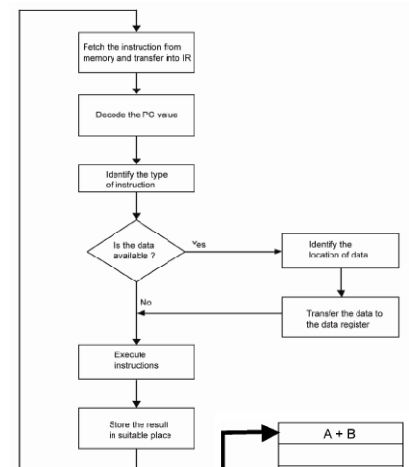 Fetch the instruction from
memory and transfer into IR
Decode the PC value
Identify the type
of instruction
Is the data
available ?
Yes
Identify the
location of data
No
Transfer the data to
the data register
Execute
instructions
Store the result
in suitable place
A + B